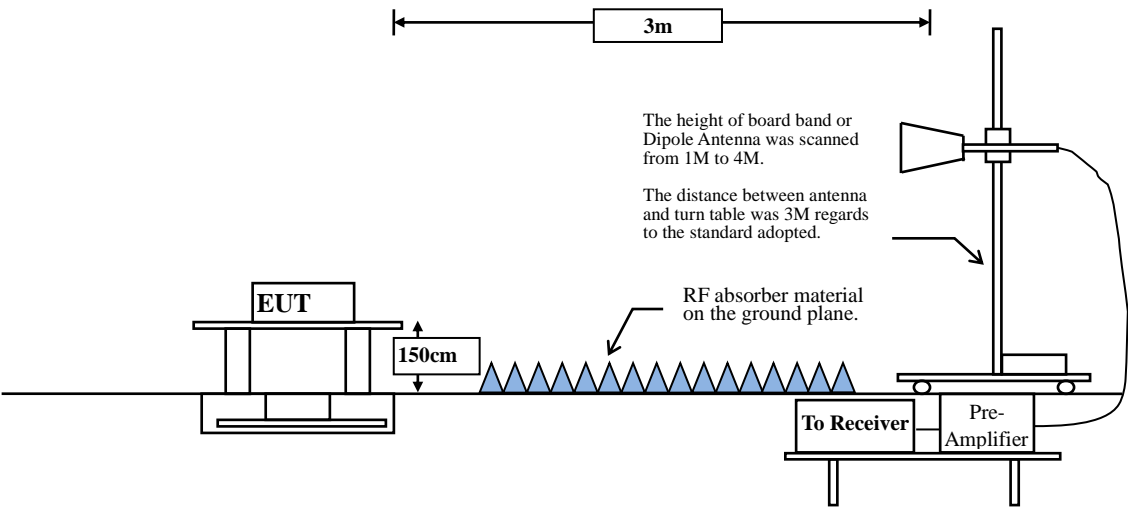 3m
The height of board band or
Dipole Antenna was scanned
from 1M to 4M.
The distance between antenna
and turn table was 3M regards
to the standard adopted.
EUT
RF absorber material
on the ground plane.
150cm
To Receiver
Pre-
Amplifier